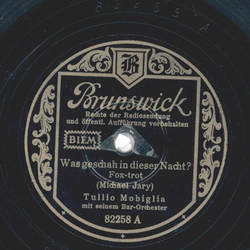 B
Brunswick
Rechte der Radiosendung
und öffentl. Aufführung vorbehalten
BIEM
Was geschah in dieser Nacht?
Fox-trot
(Michael Jary)
Tullio Mobiglia
mit seinem Bar-Orchester
82258 A